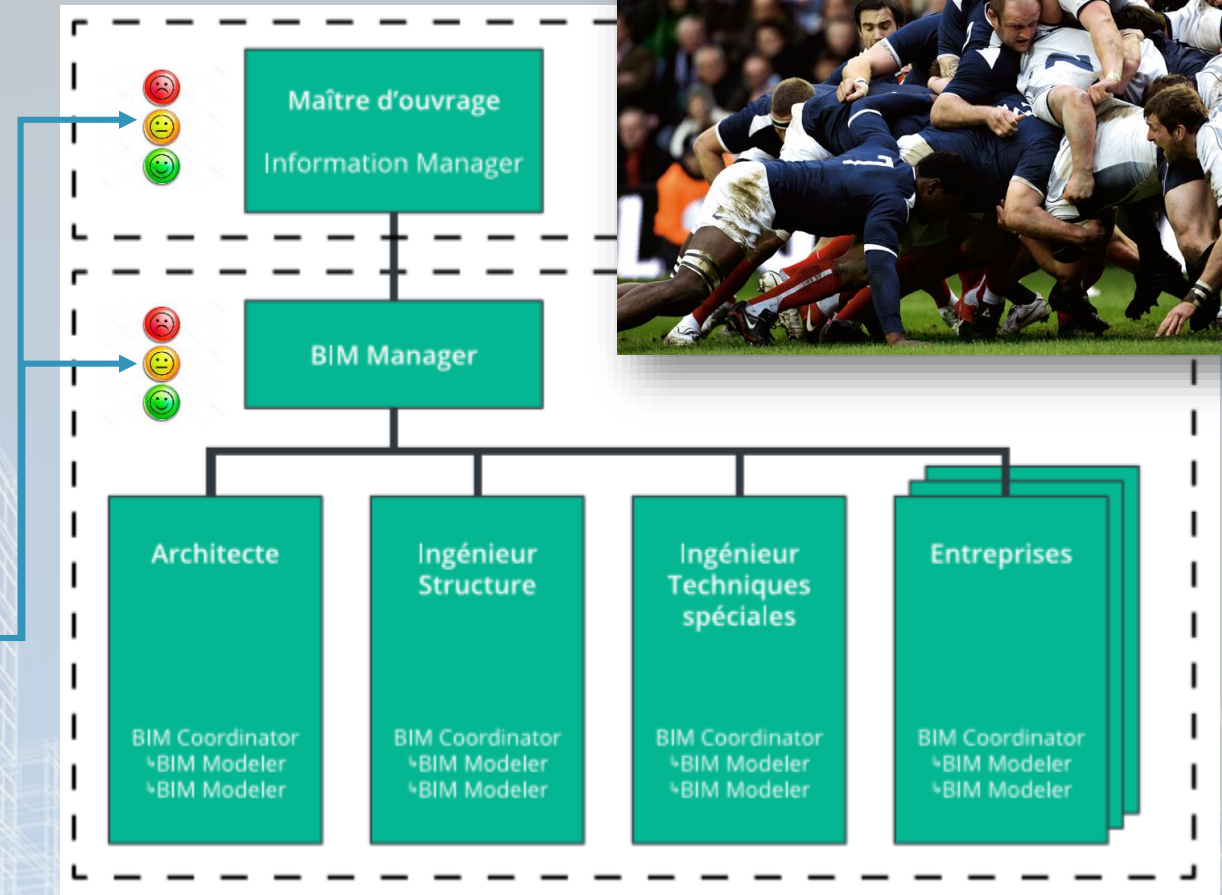 Maître d'ouvrage
Information Manager
BIM Manager
Architecte
BIM Coordinator
↳BIM Modeler
↳BIM Modeler
Ingénieur
Structure
BIM Coordinator
↳BIM Modeler
↳BIM Modeler
Ingénieur
Techniques
spéciales
BIM Coordinator
↳BIM Modeler
↳BIM Modeler
Entreprises
BIM Coordinator
↳BIM Modeler
↳BIM Modeler